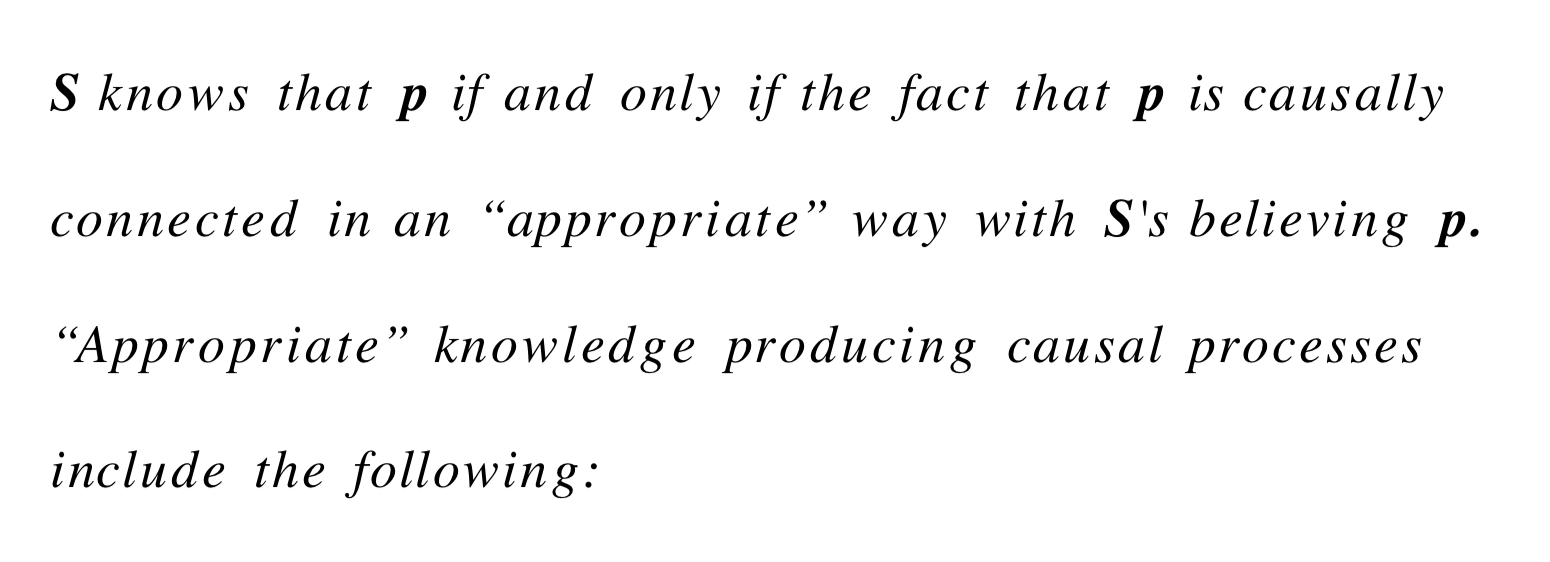 S knows that p if and only if the fact that p is causally
connected in an “appropriate” way with S's believing p.
“Appropriate” knowledge producing causal processes
include the following: